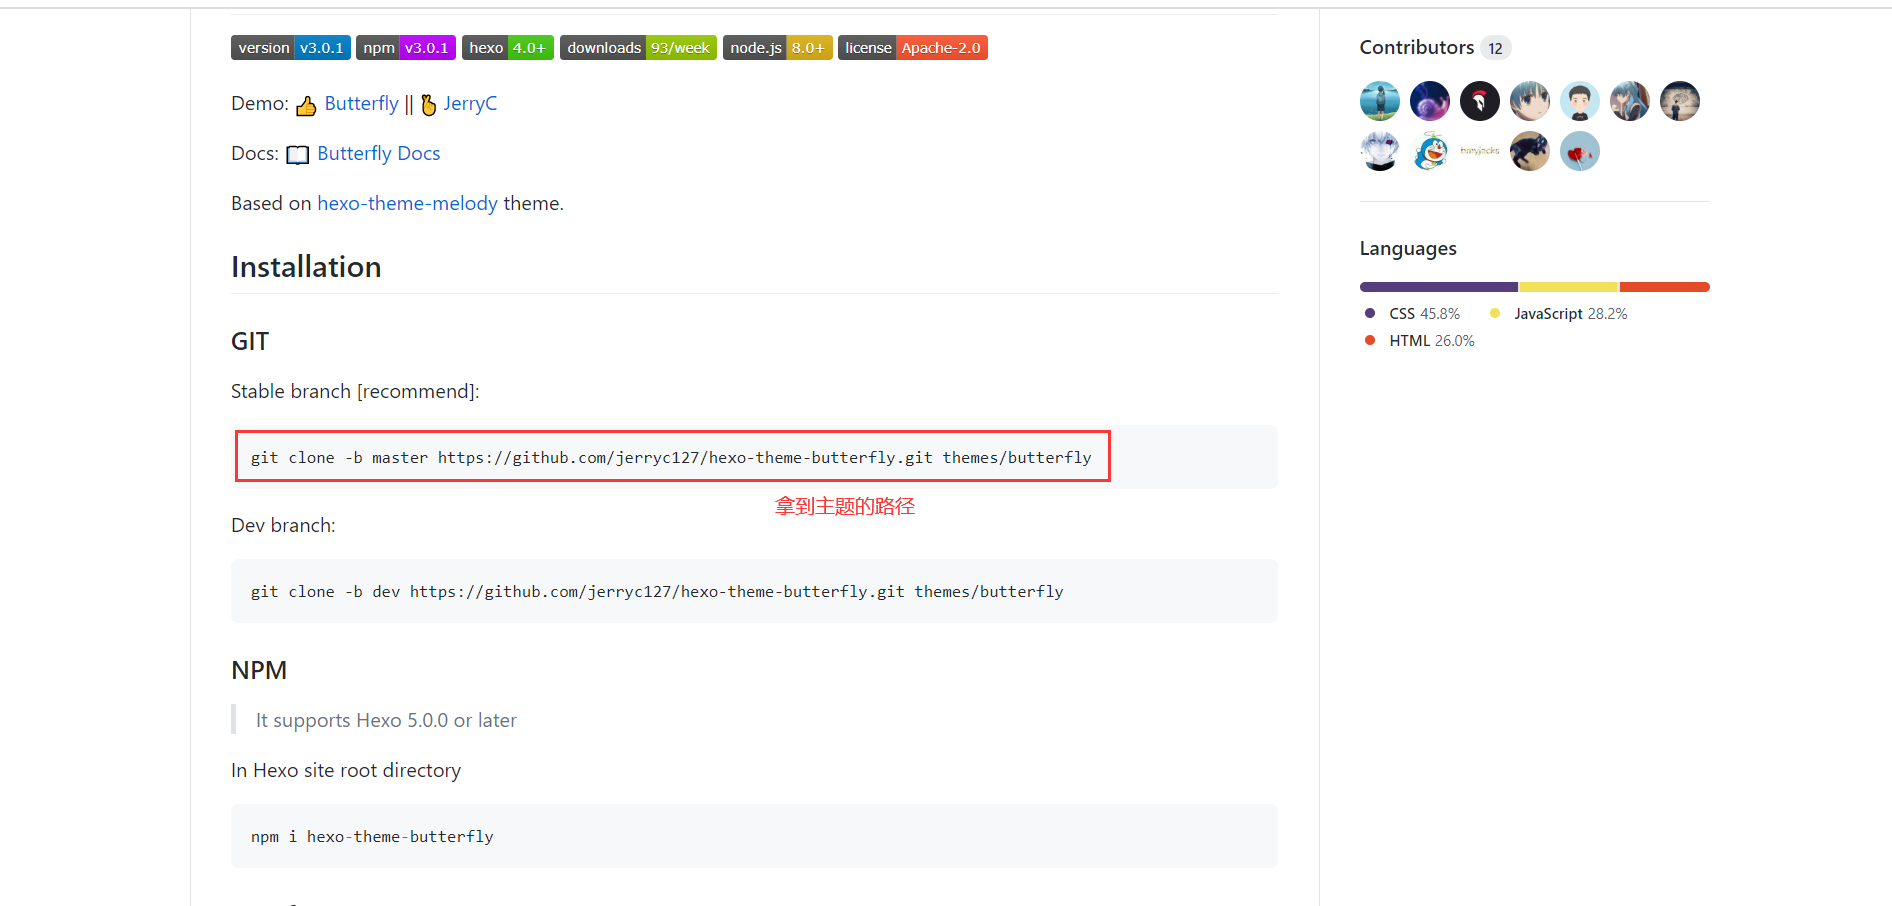 version v3.0.1 npm v3.0.1 hexo 4.0+ downloads 93/week node.js 8.0+ license Apache-2.0
Demo: 👍 Butterfly || 🤞 JerryC
Docs: 📖 Butterfly Docs
Based on hexo-theme-melody theme.
Installation
GIT
Stable branch [recommend]:
git clone -b master https://github.com/jerryc127/hexo-theme-butterfly.git themes/butterfly
拿到主题的路径
Dev branch:
git clone -b dev https://github.com/jerryc127/hexo-theme-butterfly.git themes/butterfly
NPM
It supports Hexo 5.0.0 or later
In Hexo site root directory
npm i hexo-theme-butterfly
Contributors 12
Languages
CSS 45.8% JavaScript 28.2%
HTML 26.0%